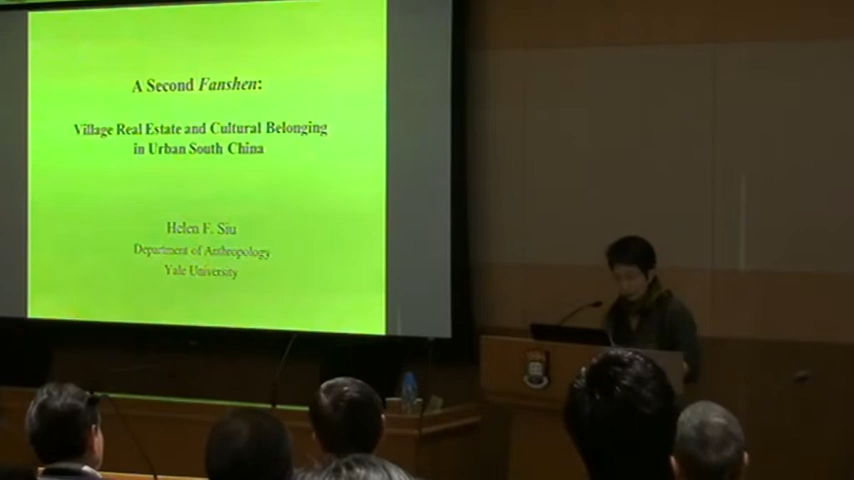 A Second Fanshen:
Village Real Estate and Cultural Belonging
in Urban South China
Helen F. Siu
Department of Anthropology
Yale University